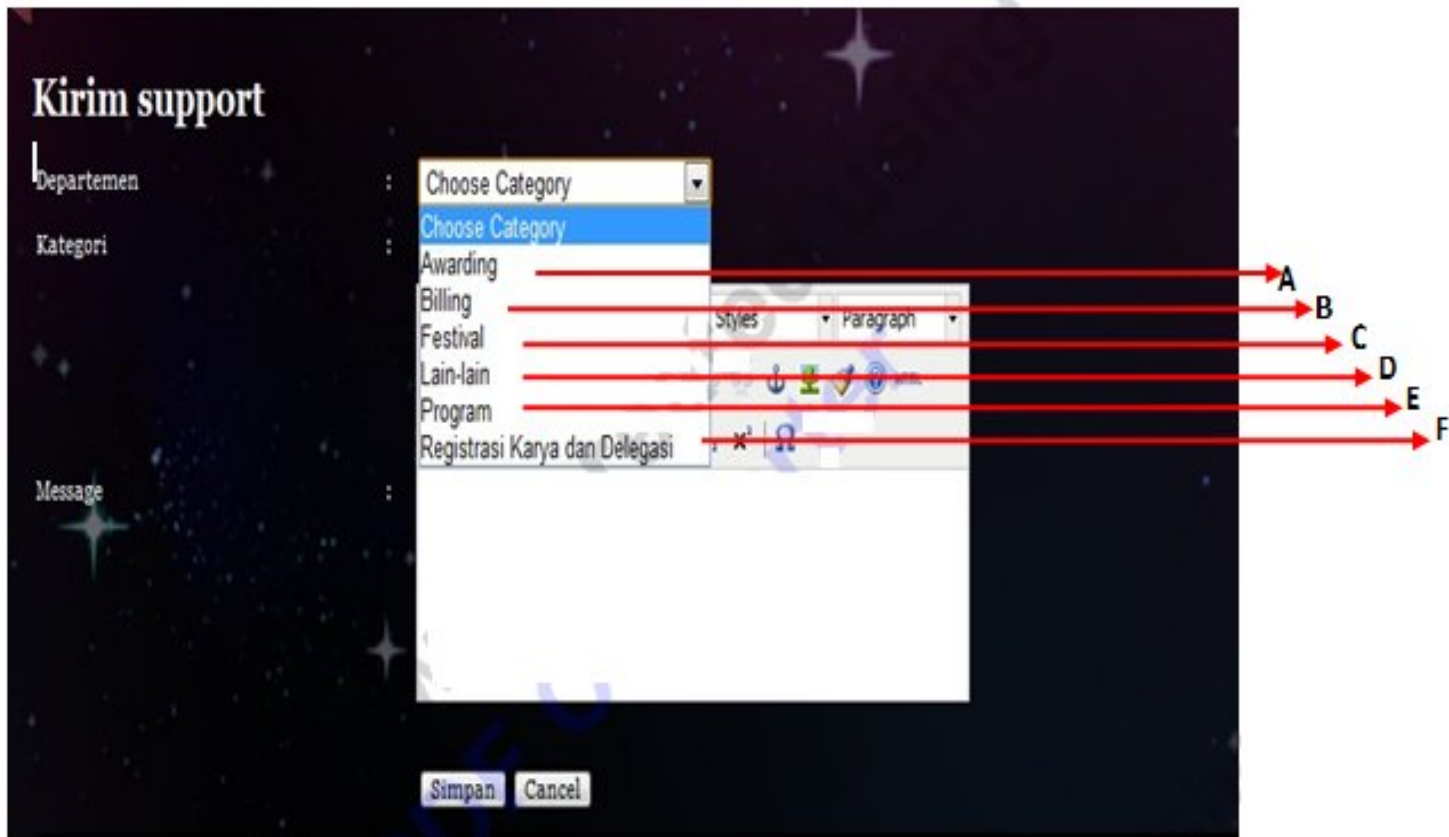 Kirim support
Departemen : Choose Category
Choose Category
Kategori :
Awarding A
Billing B
Styles Paragraph
Festival C
Lain-lain D
Program E
Registrasi Karya dan Delegasi F
x² Ω
Message :
Simpan Cancel